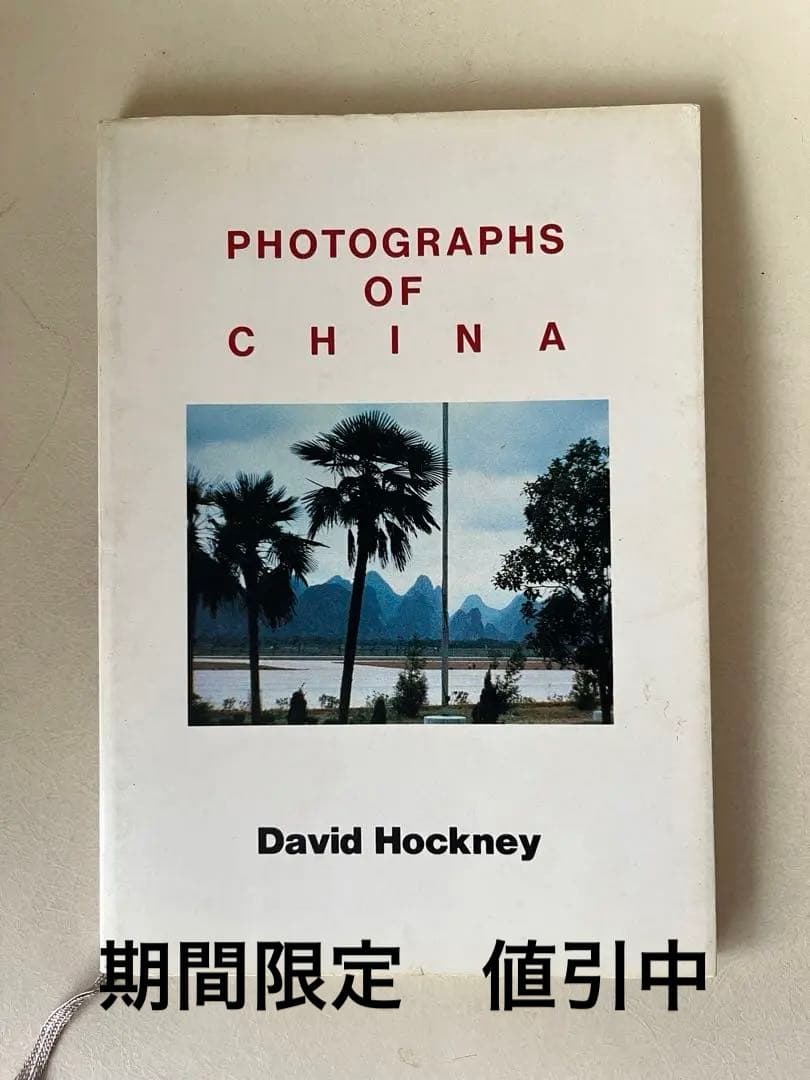 PHOTOGRAPHS
OF
CHINA
David Hockney
期間限定　値引中